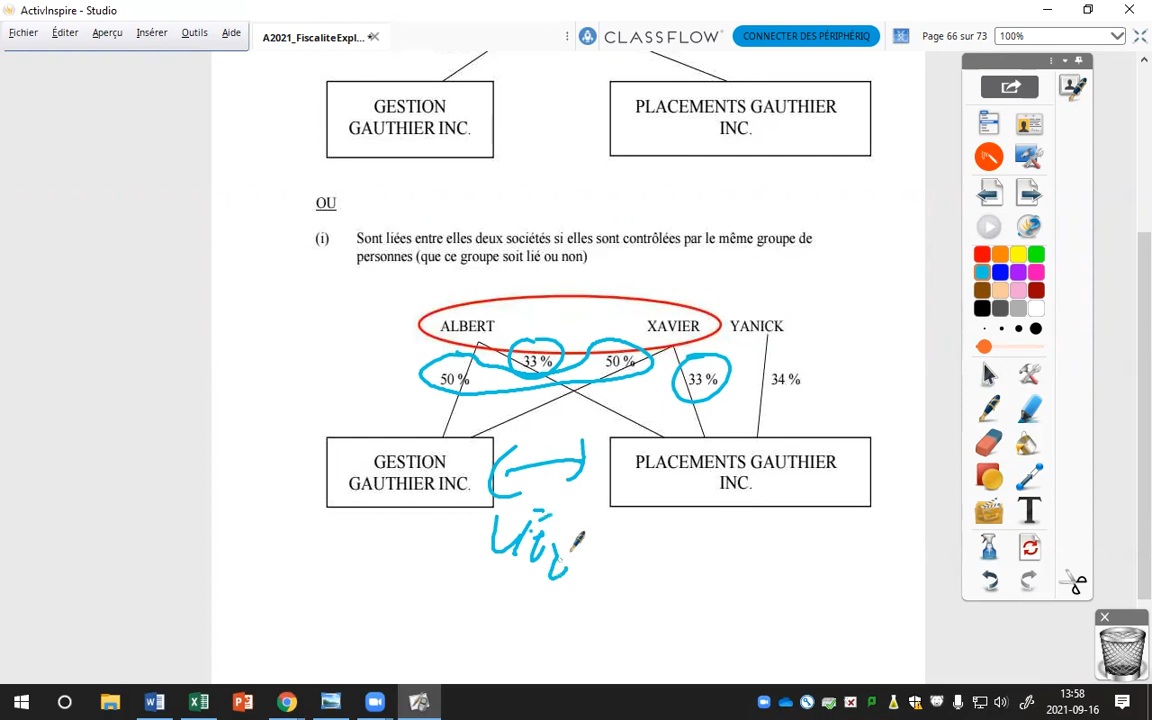 ActivInspire - Studio
Fichier Éditer Aperçu Insérer Outils Aide
A2021_FiscaliteExpl...
CLASSFLOW
CONNECTER DES PÉRIPHÉRIQ
Page 66 sur 73
100%
GESTION
GAUTHIER INC.
PLACEMENTS GAUTHIER
INC.
OU
(i) Sont liées entre elles deux sociétés si elles sont contrôlées par le même groupe de
personnes (que ce groupe soit lié ou non)
ALBERT XAVIER YANICK
33 % 50 %
50 % 33 % 34 %
GESTION
GAUTHIER INC.
PLACEMENTS GAUTHIER
INC.
T
13:58
2021-09-16